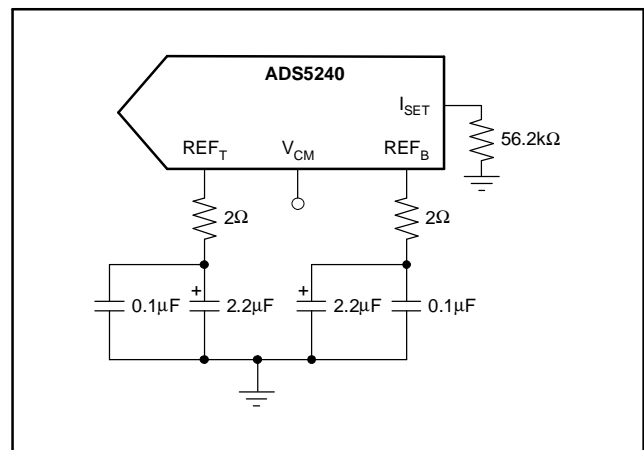 ADS5240
I_SET
56.2kΩ
REF_T V_CM REF_B
2Ω 2Ω
0.1μF + 2.2μF + 2.2μF 0.1μF